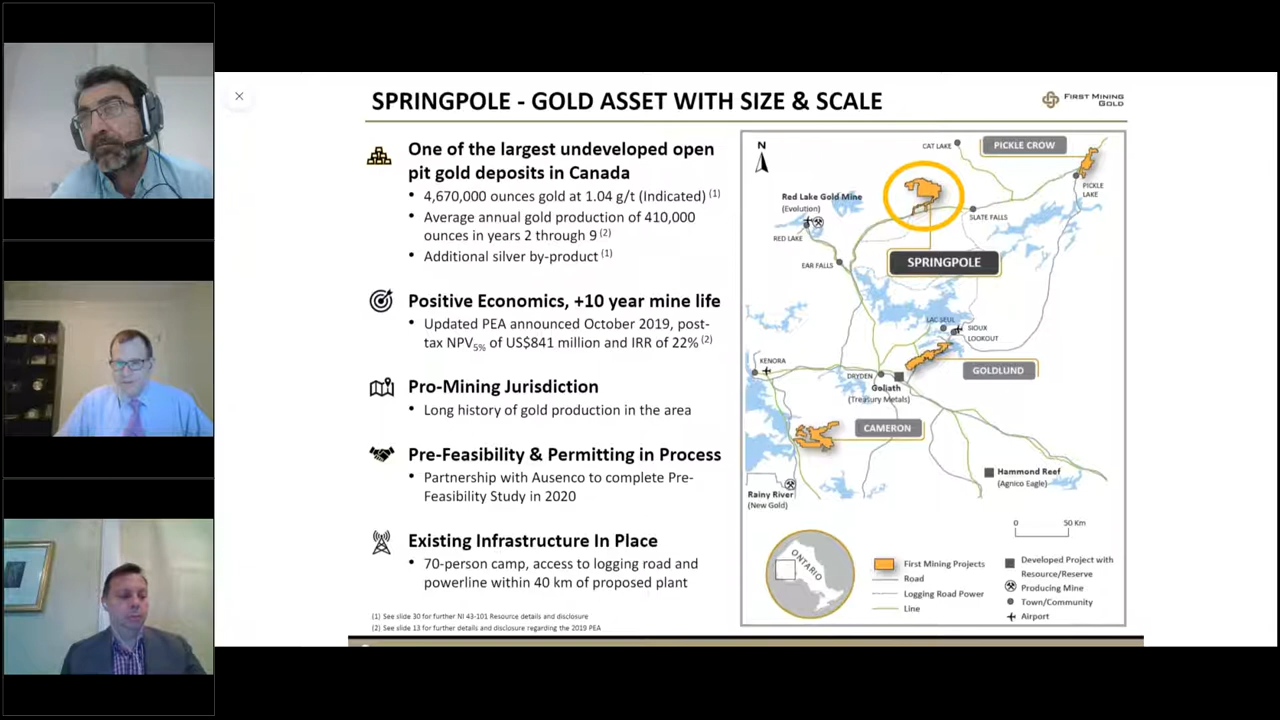 SPRINGPOLE - GOLD ASSET WITH SIZE & SCALE
FIRST MINING
GOLD
One of the largest undeveloped open
pit gold deposits in Canada
• 4,670,000 ounces gold at 1.04 g/t (Indicated) (1)
• Average annual gold production of 410,000
ounces in years 2 through 9 (2)
• Additional silver by-product (1)
Positive Economics, +10 year mine life
• Updated PEA announced October 2019, post-
tax NPV5% of US$841 million and IRR of 22% (2)
Pro-Mining Jurisdiction
• Long history of gold production in the area
Pre-Feasibility & Permitting in Process
• Partnership with Ausenco to complete Pre-
Feasibility Study in 2020
Existing Infrastructure In Place
• 70-person camp, access to logging road and
powerline within 40 km of proposed plant
(1) See slide 30 for further NI 43-101 Resource details and disclosure
(2) See slide 13 for further details and disclosure regarding the 2019 PEA
N
CAT LAKE
PICKLE CROW
PICKLE
LAKE
Red Lake Gold Mine
(Evolution)
RED LAKE
SLATE FALLS
EAR FALLS
SPRINGPOLE
LAC SEUL
SIOUX
LOOKOUT
KENORA
DRYDEN
GOLDLUND
Goliath
(Treasury Metals)
CAMERON
Hammond Reef
(Agnico Eagle)
Rainy River
(New Gold)
0 50 Km
ONTARIO
First Mining Projects
Road
Logging Road Power
Line
Developed Project with
Resource/Reserve
Producing Mine
Town/Community
Airport